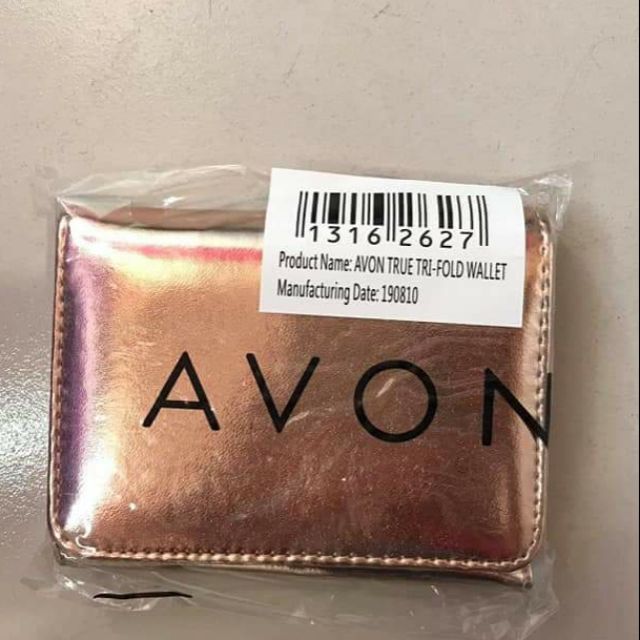 1316 2627
Product Name: AVON TRUE TRI-FOLD WALLET
Manufacturing Date: 190810
AVON